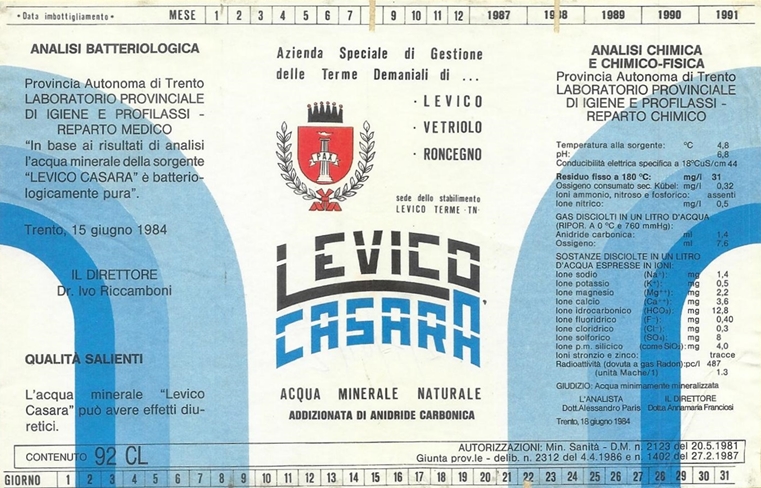 • Data imbottigliamento • MESE 1 2 3 4 5 6 7 8 9 10 11 12 1987 1988 1989 1990 1991
ANALISI BATTERIOLOGICA
Provincia Autonoma di Trento
LABORATORIO PROVINCIALE
DI IGIENE E PROFILASSI -
REPARTO MEDICO
"In base ai risultati di analisi
l'acqua minerale della sorgente
"LEVICO CASARA" è batterio-
logicamente pura".
Trento, 15 giugno 1984
IL DIRETTORE
Dr. Ivo Riccamboni
QUALITÀ SALIENTI
L'acqua minerale "Levico
Casara" può avere effetti diu-
retici.
CONTENUTO 92 CL
Azienda Speciale di Gestione
delle Terme Demaniali di ...
· LEVICO
· VETRIOLO
· RONCEGNO
PAX
sede dello stabilimento
LEVICO TERME -TN-
LEVICO
CASARA'
ACQUA MINERALE NATURALE
ADDIZIONATA DI ANIDRIDE CARBONICA
ANALISI CHIMICA
E CHIMICO-FISICA
Provincia Autonoma di Trento
LABORATORIO PROVINCIALE
DI IGIENE E PROFILASSI -
REPARTO CHIMICO
Temperatura alla sorgente: °C 4,8
pH: 6,8
Conducibilità elettrica specifica a 18°CuS/cm 44
Residuo fisso a 180 °C: mg/l 31
Ossigeno consumato sec. Kübel: mg/l 0,32
Ioni ammonio, nitroso e fosforico: assenti
Ione nitrico: mg/l 0,5
GAS DISCIOLTI IN UN LITRO D'ACQUA
(RIPOR. A 0 °C e 760 mmHg):
Anidride carbonica: ml 1,4
Ossigeno: ml 7,6
SOSTANZE DISCIOLTE IN UN LITRO
D'ACQUA ESPRESSE IN IONI:
Ione sodio (Na⁺): mg 1,4
Ione potassio (K⁺): mg 0,5
Ione magnesio (Mg⁺⁺): mg 2,2
Ione calcio (Ca⁺⁺): mg 3,6
Ione idrocarbonico (HCO₃): mg 12,8
Ione fluoridrico (F⁻): mg 0,40
Ione cloridrico (Cl⁻): mg 0,3
Ione solforico (SO₄): mg 8
Ione p.m. silicico (come SiO₂): mg 4,0
Ioni stronzio e zinco: tracce
Radioattività (dovuta a gas Radon): pc/l 487
(unità Mache/1) 1.3
GIUDIZIO: Acqua minimamente mineralizzata
L'ANALISTA IL DIRETTORE
Dott. Alessandro Paris Dott.a Annamaria Franciosi
Trento, 18 giugno 1984
AUTORIZZAZIONI: Min. Sanità - D.M. n. 2123 del 20.5.1981
Giunta prov.le - delib. n. 2312 del 4.4.1986 e n. 1402 del 27.2.1987
GIORNO 1 2 3 4 5 6 7 8 9 10 11 12 13 14 15 16 17 18 19 20 21 22 23 24 25 26 27 28 29 30 31